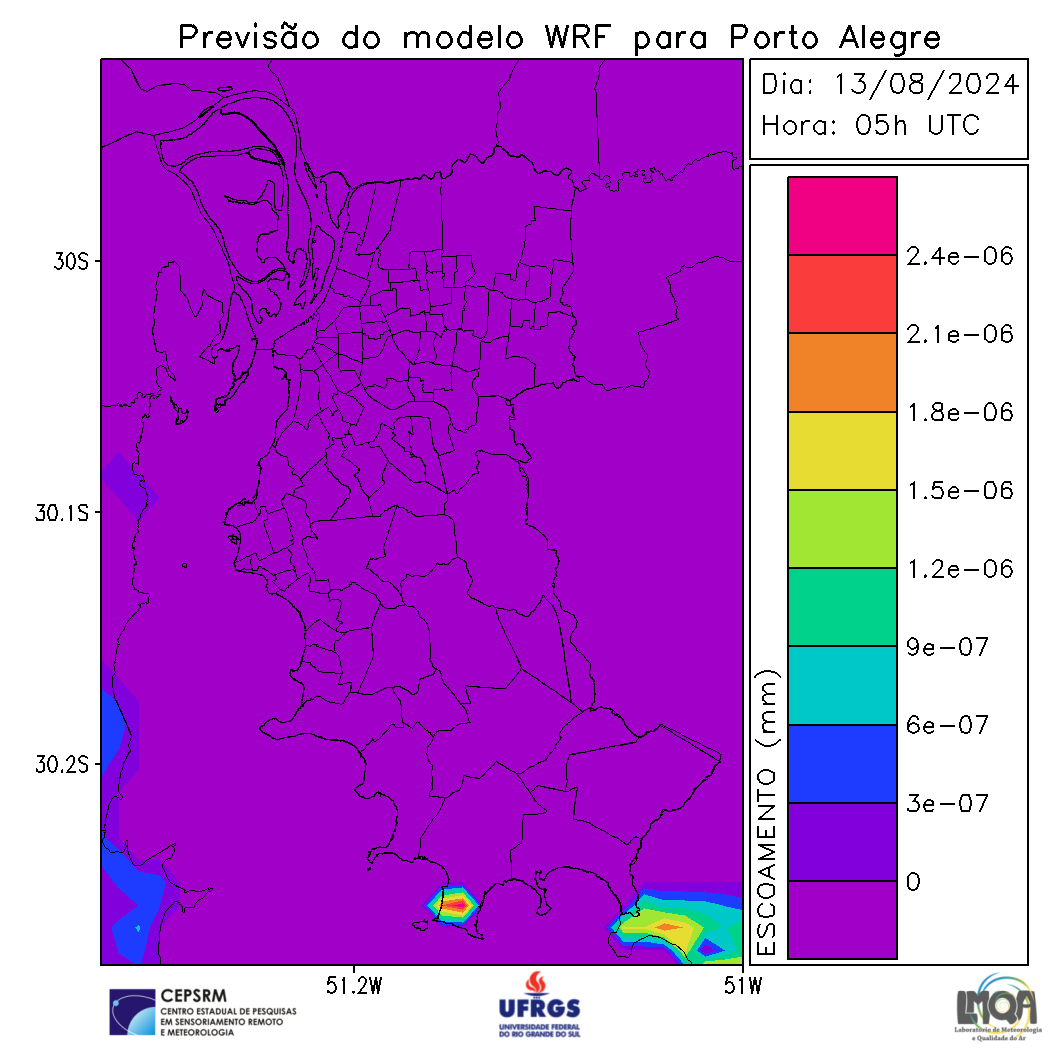 Previsão do modelo WRF para Porto Alegre
Dia: 13/08/2024
Hora: 05h UTC
30S
30.1S
30.2S
51.2W
51W
2.4e-06
2.1e-06
1.8e-06
1.5e-06
1.2e-06
9e-07
6e-07
3e-07
0
ESCOAMENTO (mm)
CEPSRM
CENTRO ESTADUAL DE PESQUISAS
EM SENSORIAMENTO REMOTO
E METEOROLOGIA
UFRGS
UNIVERSIDADE FEDERAL
DO RIO GRANDE DO SUL
LMQA
Laboratório de Meteorologia
e Qualidade do Ar